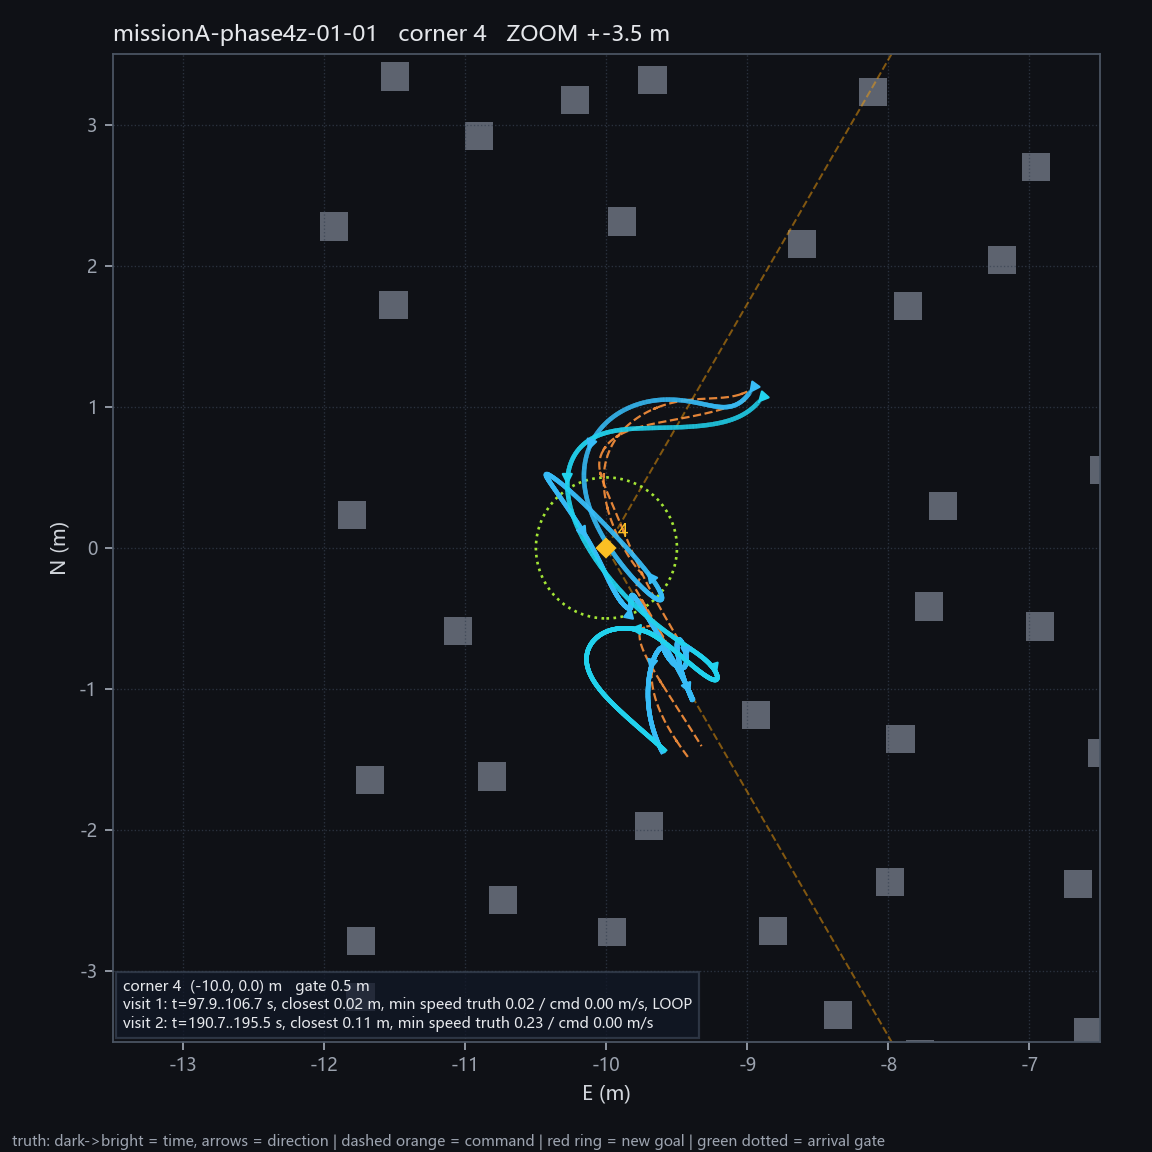 missionA-phase4z-01-01   corner 4   ZOOM +-3.5 m
N (m)
3
2
1
0
-1
-2
-3
4
corner 4  (-10.0, 0.0) m   gate 0.5 m
visit 1: t=97.9..106.7 s, closest 0.02 m, min speed truth 0.02 / cmd 0.00 m/s, LOOP
visit 2: t=190.7..195.5 s, closest 0.11 m, min speed truth 0.23 / cmd 0.00 m/s
-13 -12 -11 -10 -9 -8 -7
E (m)
truth: dark->bright = time, arrows = direction | dashed orange = command | red ring = new goal | green dotted = arrival gate